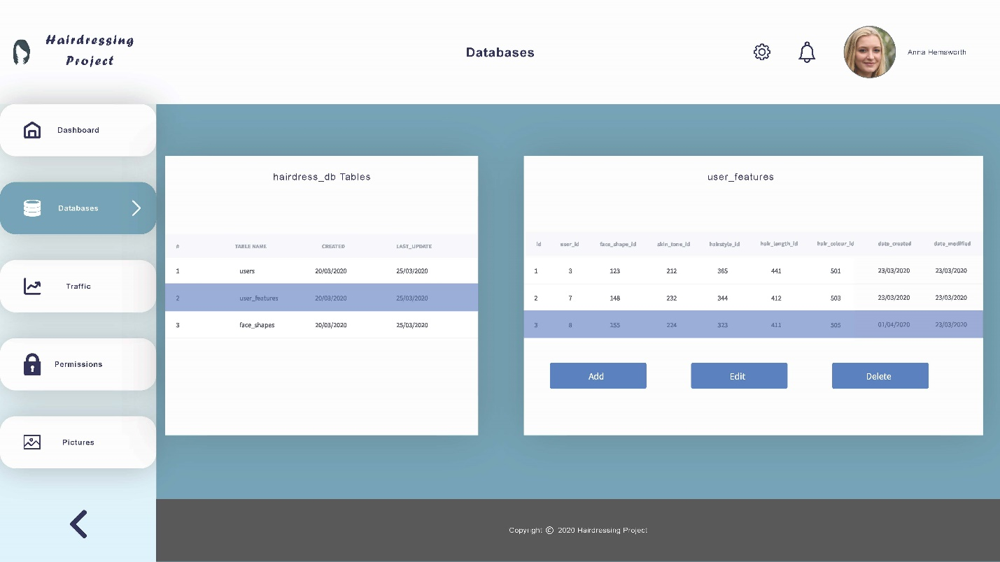 Hairdressing
Project
Databases
Anna Hemsworth
Dashboard
Databases
Traffic
Permissions
Pictures
hairdress_db Tables
# TABLE NAME CREATED LAST_UPDATE
1 users 20/03/2020 25/03/2020
2 user_features 20/03/2020 25/03/2020
3 face_shapes 20/03/2020 25/03/2020
user_features
id user_id face_shape_id skin_tone_id hairstyle_id hair_length_id hair_colour_id date_created date_modified
1 3 123 212 365 441 501 23/03/2020 23/03/2020
2 7 148 232 344 412 503 23/03/2020 23/03/2020
3 8 155 224 323 411 505 01/04/2020 23/03/2020
Add Edit Delete
Copyright © 2020 Hairdressing Project